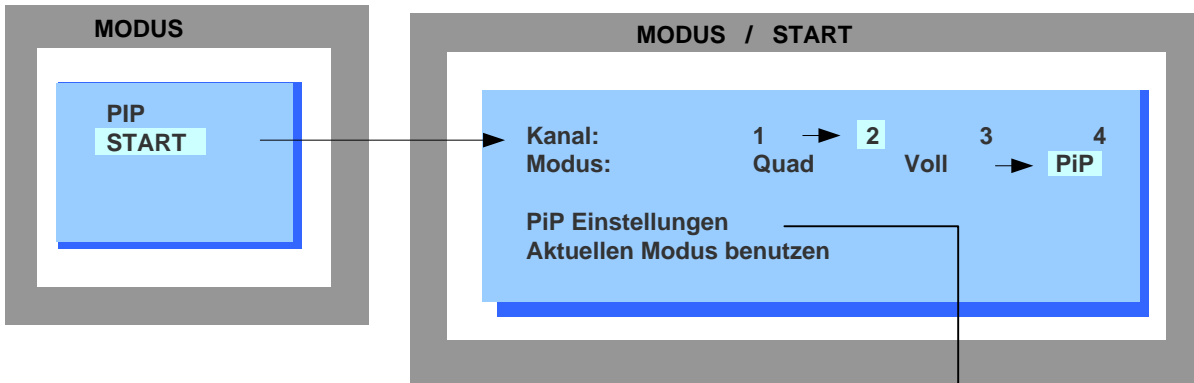 MODUS
PIP
START
MODUS / START
Kanal: 1 2 3 4
Modus: Quad Voll PiP
PiP Einstellungen
Aktuellen Modus benutzen